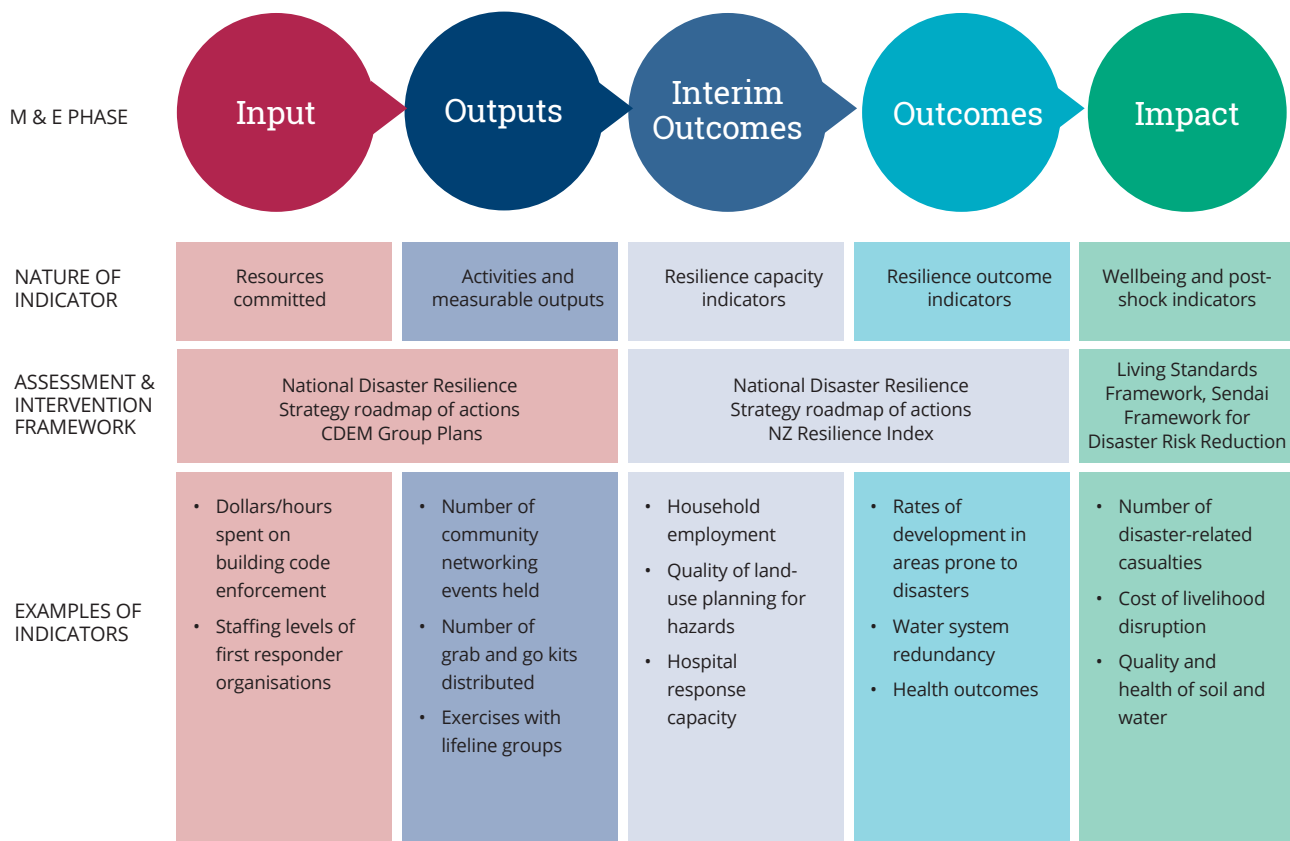 M & E PHASE
Input
Outputs
Interim
Outcomes
Outcomes
Impact
NATURE OF
INDICATOR
Resources
committed
Activities and
measurable outputs
Resilience capacity
indicators
Resilience outcome
indicators
Wellbeing and post-
shock indicators
ASSESSMENT &
INTERVENTION
FRAMEWORK
National Disaster Resilience
Strategy roadmap of actions
CDEM Group Plans
National Disaster Resilience
Strategy roadmap of actions
NZ Resilience Index
Living Standards
Framework, Sendai
Framework for
Disaster Risk Reduction
EXAMPLES OF
INDICATORS
• Dollars/hours
spent on
building code
enforcement
• Staffing levels of
first responder
organisations
• Number of
community
networking
events held
• Number of
grab and go kits
distributed
• Exercises with
lifeline groups
• Household
employment
• Quality of land-
use planning for
hazards
• Hospital
response
capacity
• Rates of
development in
areas prone to
disasters
• Water system
redundancy
• Health outcomes
• Number of
disaster-related
casualties
• Cost of livelihood
disruption
• Quality and
health of soil and
water